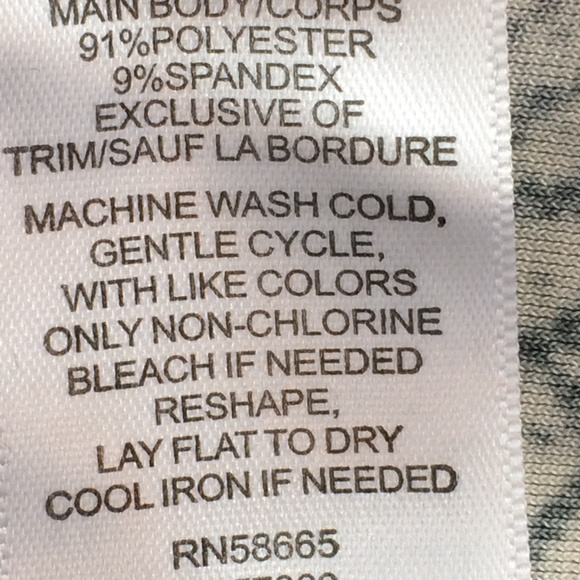 MAIN BODY/CORPS
91%POLYESTER
9%SPANDEX
EXCLUSIVE OF
TRIM/SAUF LA BORDURE
MACHINE WASH COLD,
GENTLE CYCLE,
WITH LIKE COLORS
ONLY NON-CHLORINE
BLEACH IF NEEDED
RESHAPE,
LAY FLAT TO DRY
COOL IRON IF NEEDED
RN58665